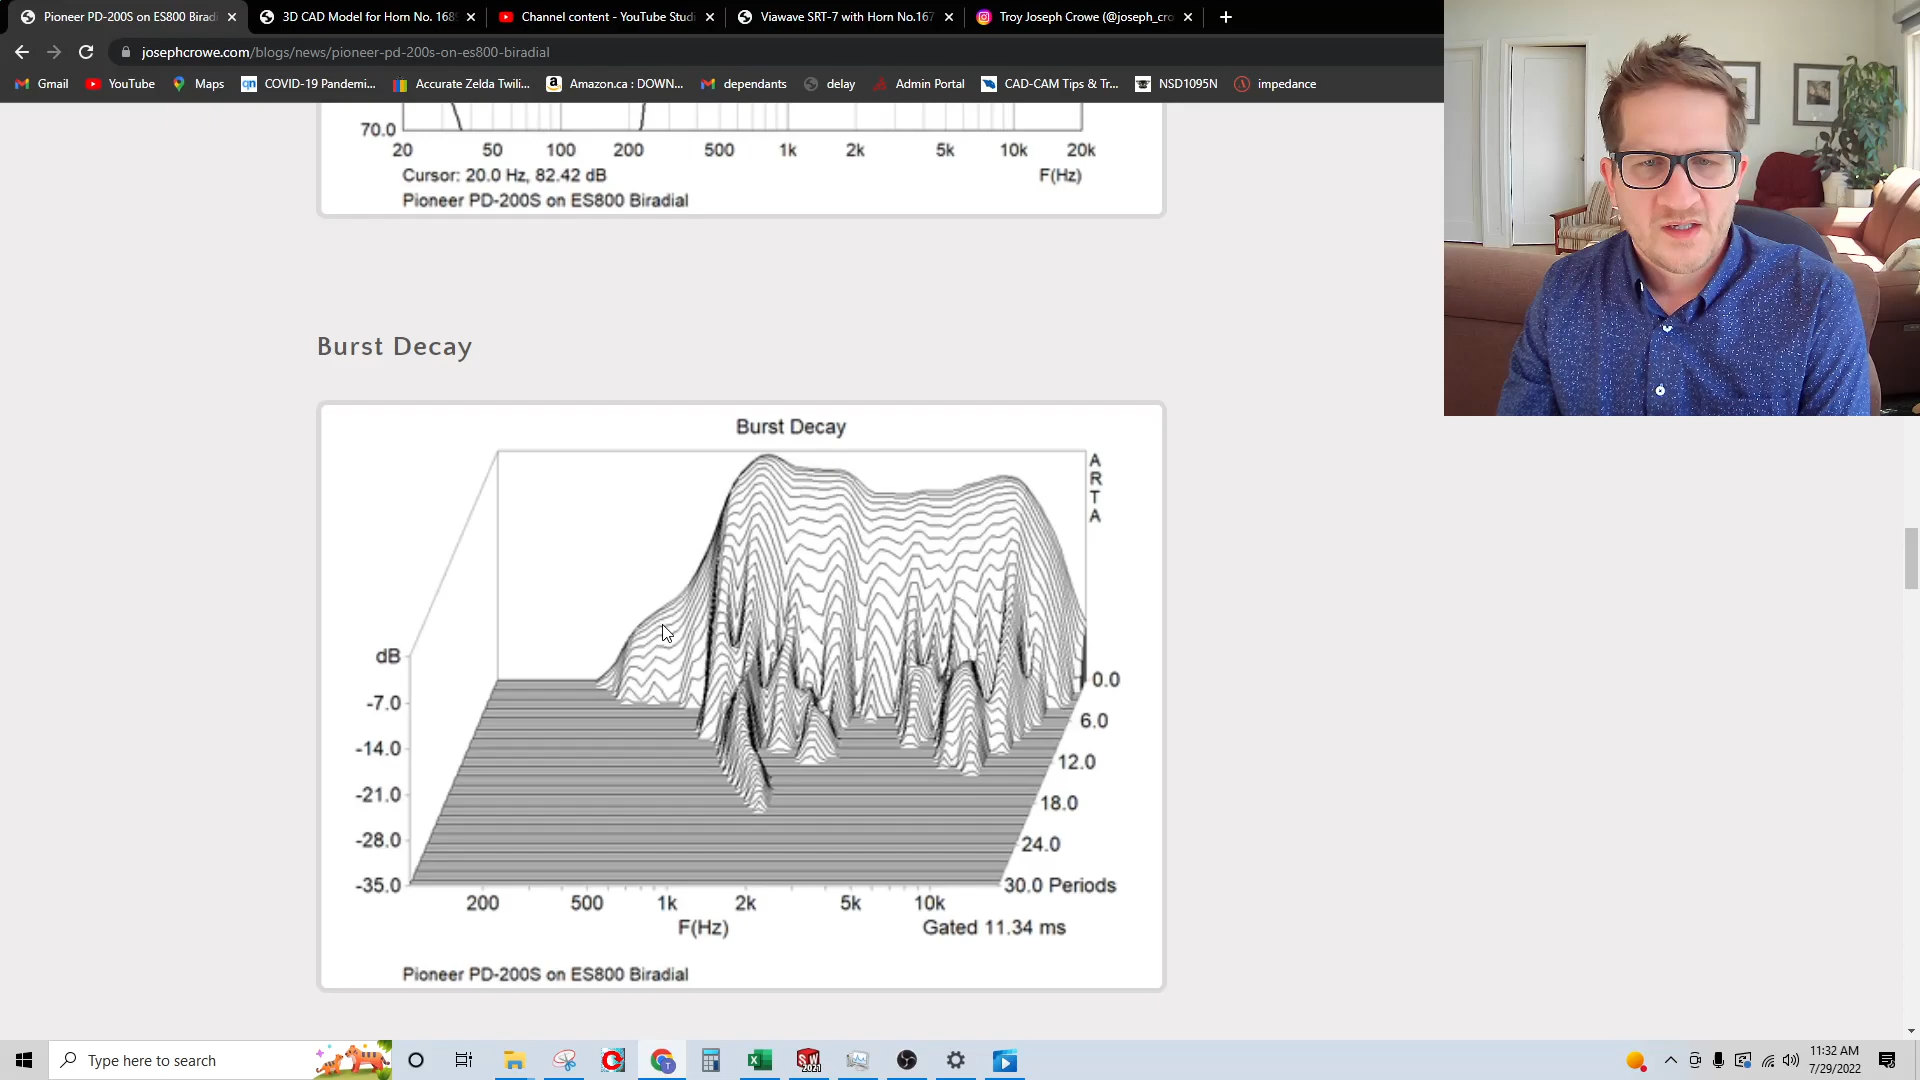 Pioneer PD-200S on ES800 Biradi
3D CAD Model for Horn No. 168
Channel content - YouTube Studi
Viawave SRT-7 with Horn No.167
Troy Joseph Crowe (@joseph_cro
josephcrowe.com/blogs/news/pioneer-pd-200s-on-es800-biradial
Gmail
YouTube
Maps
COVID-19 Pandemi...
Accurate Zelda Twili...
Amazon.ca : DOWN...
dependants
delay
Admin Portal
CAD-CAM Tips & Tr...
NSD1095N
impedance
70.0
20 50 100 200 500 1k 2k 5k 10k 20k
Cursor: 20.0 Hz, 82.42 dB F(Hz)
Pioneer PD-200S on ES800 Biradial
Burst Decay
Burst Decay
A
R
T
A
dB
-7.0
-14.0
-21.0
-28.0
-35.0
0.0
6.0
12.0
18.0
24.0
30.0 Periods
200 500 1k 2k 5k 10k
F(Hz)
Gated 11.34 ms
Pioneer PD-200S on ES800 Biradial
Type here to search
11:32 AM
7/29/2022